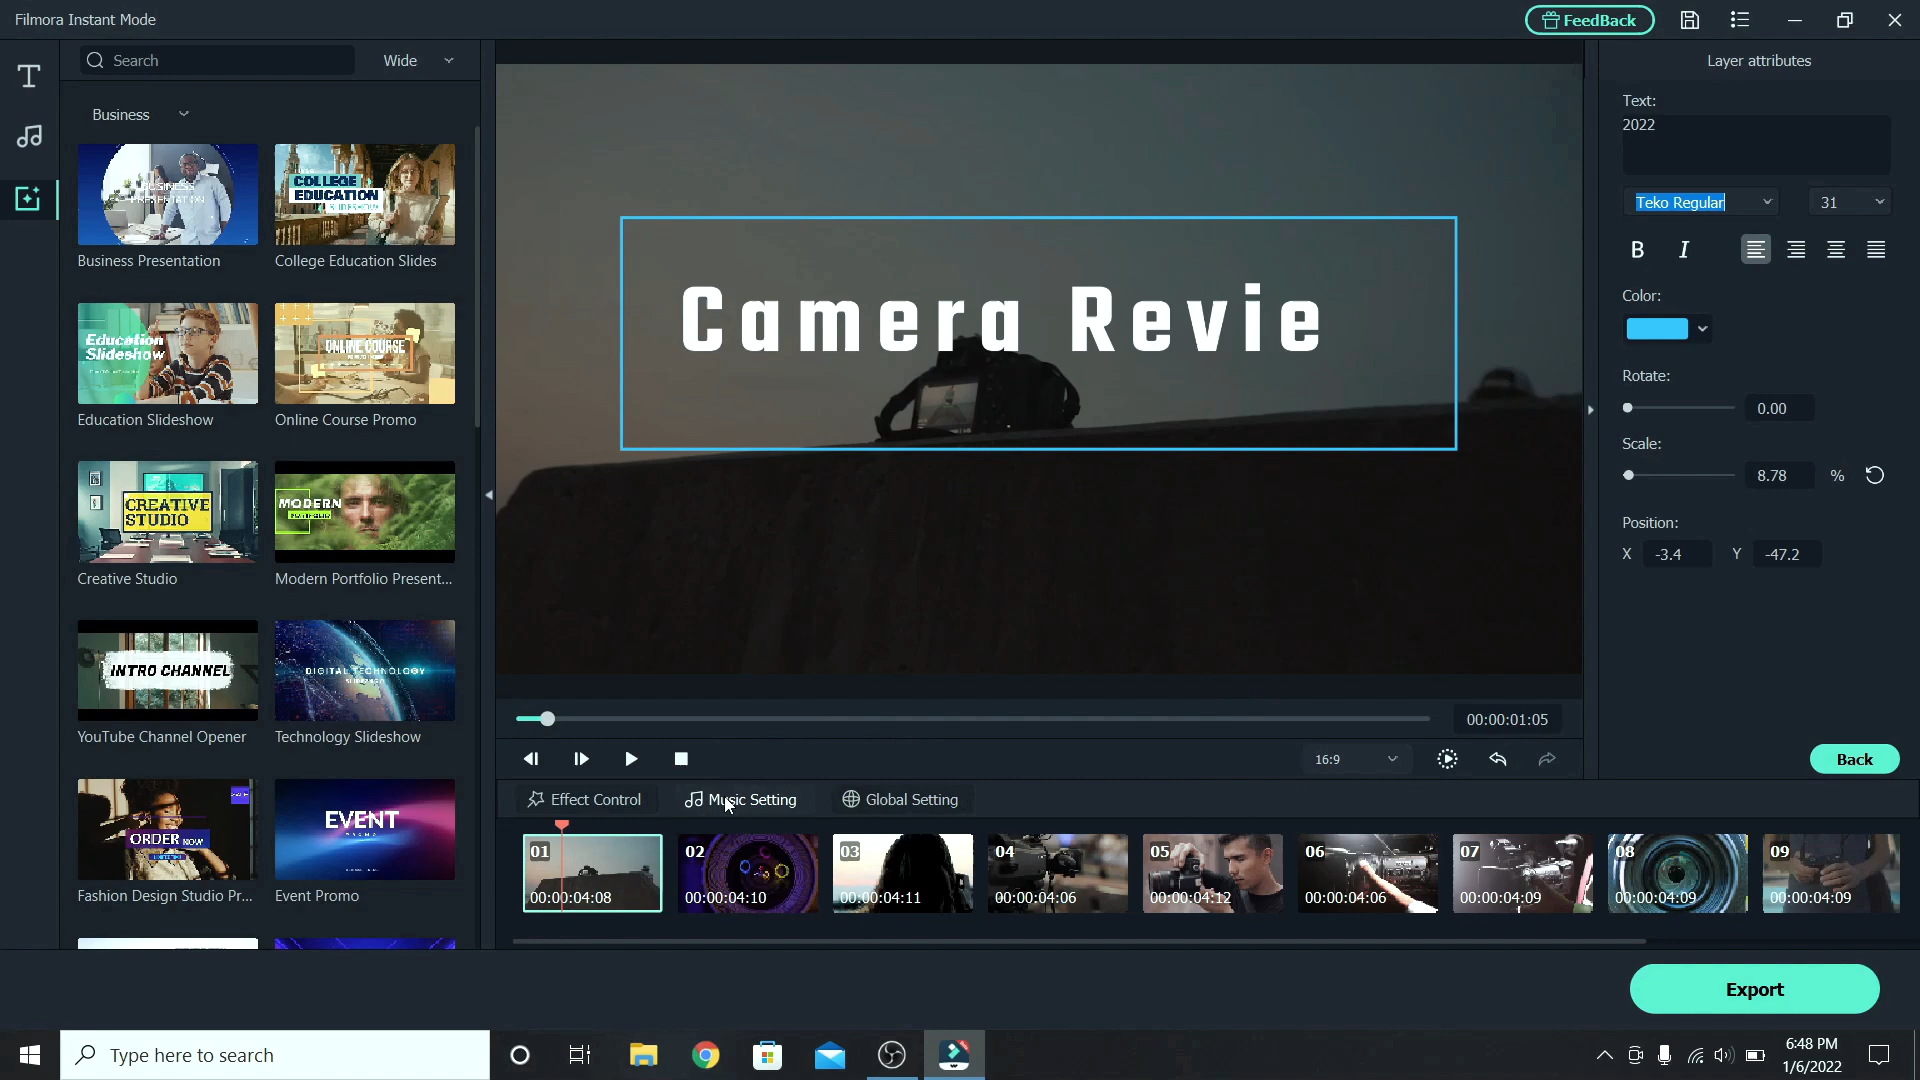 Filmora Instant Mode
FeedBack
Search
Wide
Business
BUSINESS
PRESENTATION
Business Presentation
COLLEGE
EDUCATION
SLIDESHOW
College Education Slides
Education
Slideshow
Education Slideshow
ONLINE COURSE
Online Course Promo
CREATIVE
STUDIO
Creative Studio
MODERN
PORTFOLIO
Modern Portfolio Present...
INTRO CHANNEL
YouTube Channel Opener
DIGITAL TECHNOLOGY
SLIDESHOW
Technology Slideshow
ORDER NOW
Fashion Design Studio Pr...
EVENT
PROMO
Event Promo
Camera Revie
00:00:01:05
16:9
Layer attributes
Text:
2022
Teko Regular
31
B I
Color:
Rotate:
0.00
Scale:
8.78 %
Position:
X -3.4 Y -47.2
Back
Effect Control
Music Setting
Global Setting
01
00:00:04:08
02
00:00:04:10
03
00:00:04:11
04
00:00:04:06
05
00:00:04:12
06
00:00:04:06
07
00:00:04:09
08
00:00:04:09
09
00:00:04:09
Export
Type here to search
6:48 PM
1/6/2022